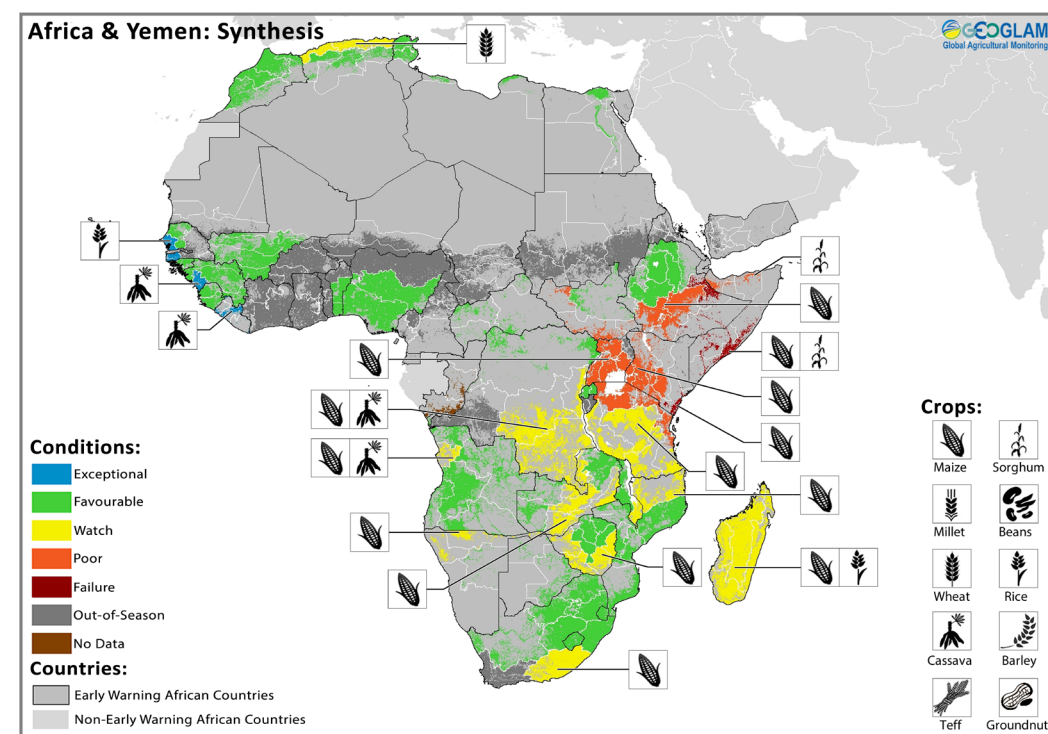 Africa & Yemen: Synthesis
GEOGLAM
Global Agricultural Monitoring
Conditions:
Exceptional
Favourable
Watch
Poor
Failure
Out-of-Season
No Data
Countries:
Early Warning African Countries
Non-Early Warning African Countries
Crops:
Maize
Sorghum
Millet
Beans
Wheat
Rice
Cassava
Barley
Teff
Groundnut